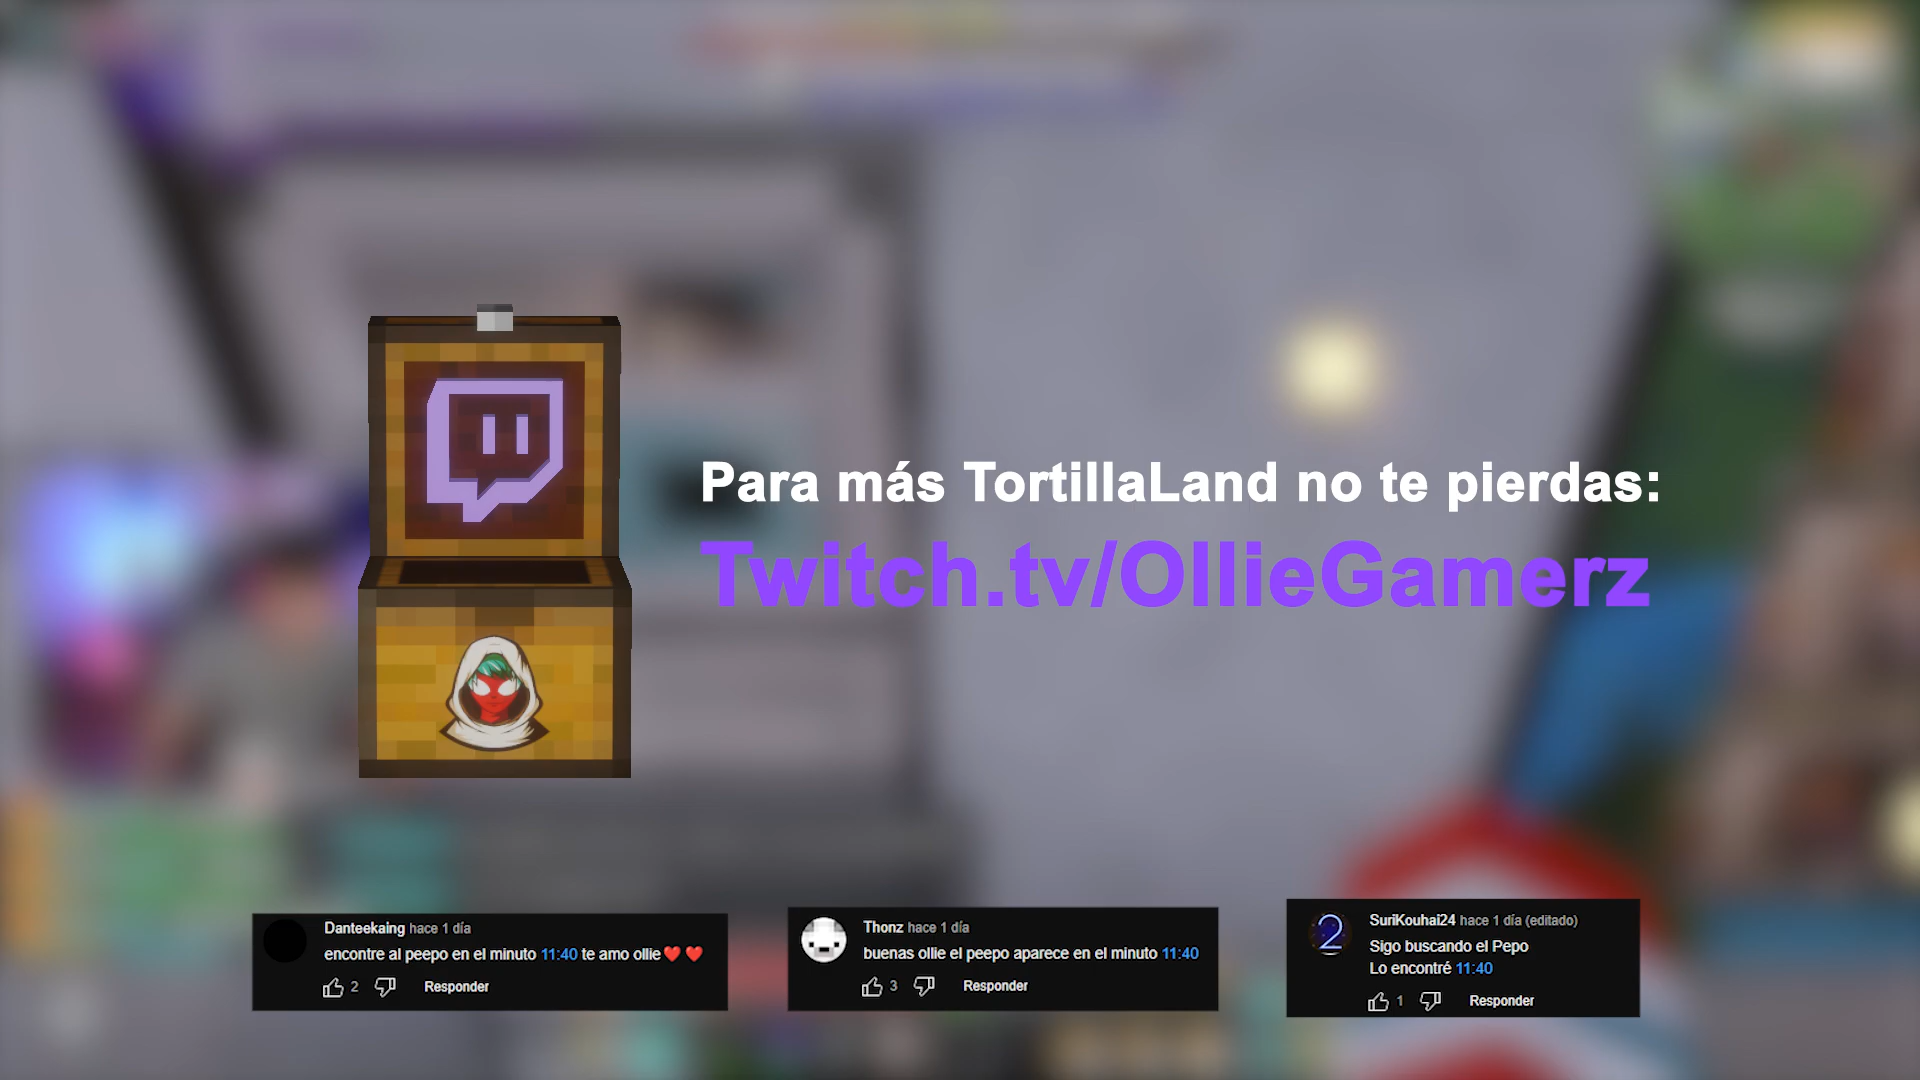 Para más TortillaLand no te pierdas:
Twitch.tv/OllieGamerz
Danteekaing hace 1 día
encontre al peepo en el minuto 11:40 te amo ollie❤️ ❤️
2 Responder
Thonz hace 1 día
buenas ollie el peepo aparece en el minuto 11:40
3 Responder
2
SuriKouhai24 hace 1 día (editado)
Sigo buscando el Pepo
Lo encontré 11:40
1 Responder